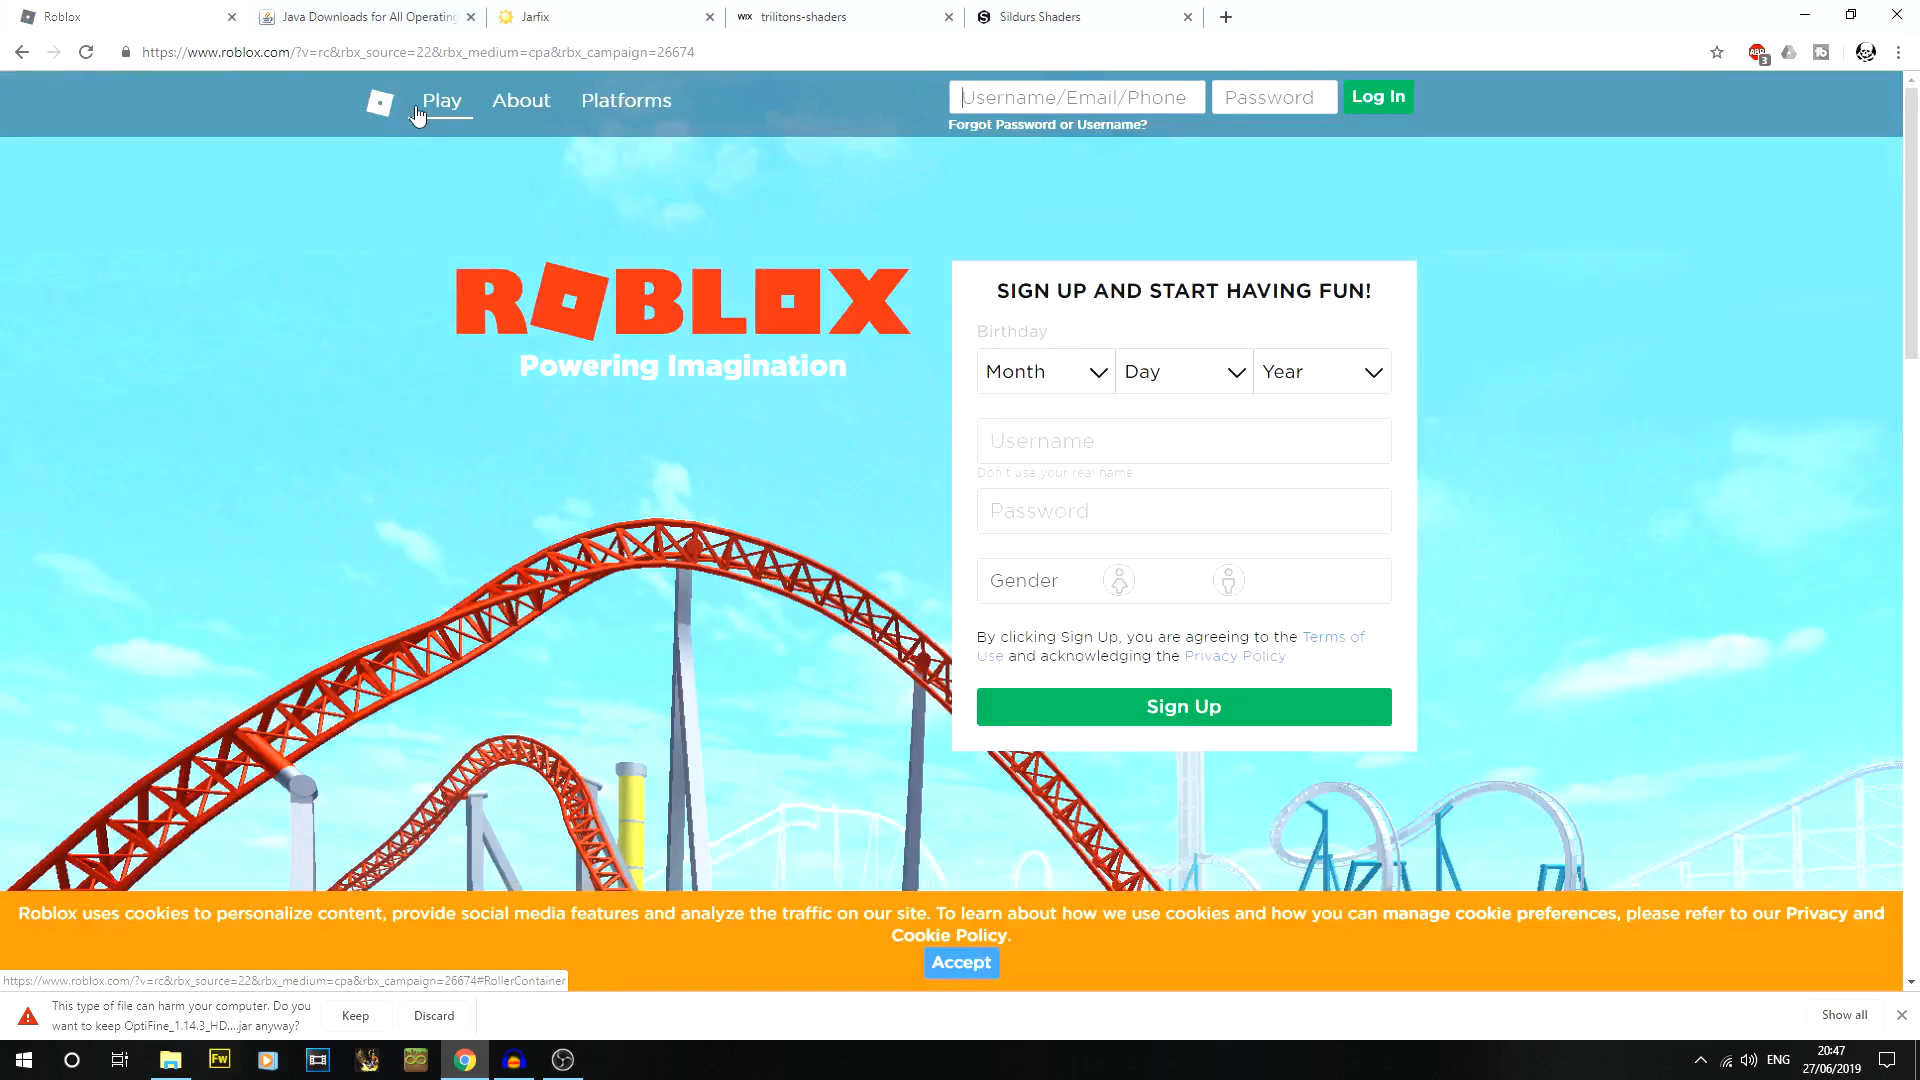 Roblox
Java Downloads for All Operating
Jarfix
WIX trilitons-shaders
Sildurs Shaders
https://www.roblox.com/?v=rc&rbx_source=22&rbx_medium=cpa&rbx_campaign=26674
ABP 3
Play About Platforms
Username/Email/Phone Password Log In
Forgot Password or Username?
ROBLOX
Powering Imagination
SIGN UP AND START HAVING FUN!
Birthday
Month Day Year
Username
Don't use your real name
Password
Gender
By clicking Sign Up, you are agreeing to the Terms of
Use and acknowledging the Privacy Policy
Sign Up
Roblox uses cookies to personalize content, provide social media features and analyze the traffic on our site. To learn about how we use cookies and how you can manage cookie preferences, please refer to our Privacy and
Cookie Policy.
Accept
https://www.roblox.com/?v=rc&rbx_source=22&rbx_medium=cpa&rbx_campaign=26674#RollerContainer
This type of file can harm your computer. Do you
want to keep OptiFine_1.14.3_HD....jar anyway?
Keep Discard
Show all
Fw
ENG
20:47
27/06/2019